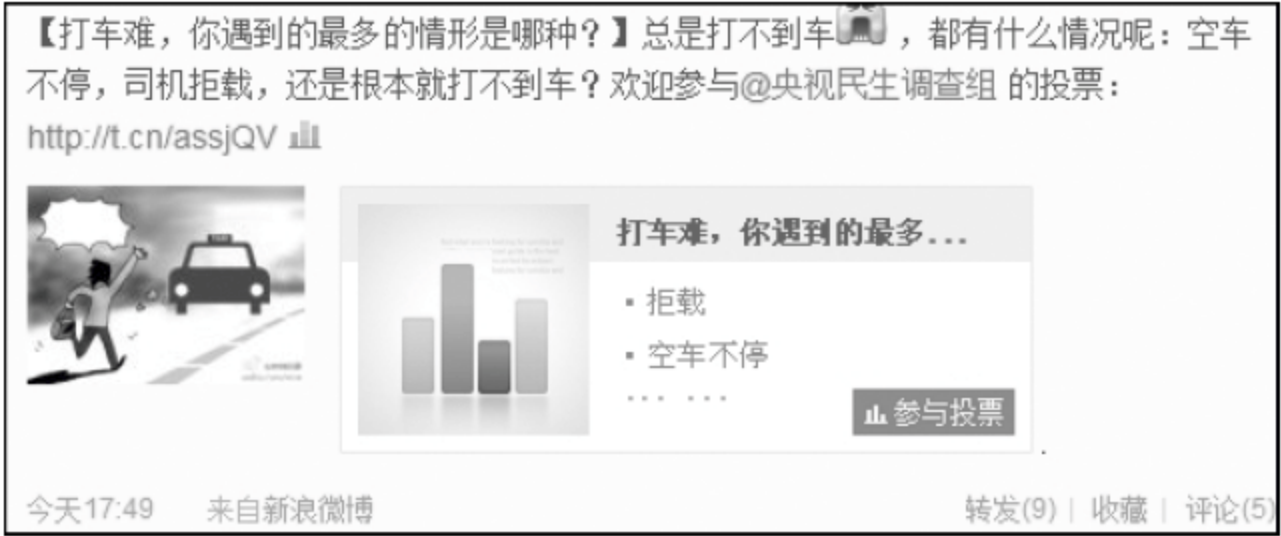 【打车难，你遇到的最多的情形是哪种？】总是打不到车，都有什么情况呢：空车
不停，司机拒载，还是根本就打不到车？欢迎参与@央视民生调查组 的投票：
http://t.cn/assjQV
打车难，你遇到的最多...
▪ 拒载
▪ 空车不停
... ...
参与投票
今天17:49 来自新浪微博
转发(9) | 收藏 | 评论(5)